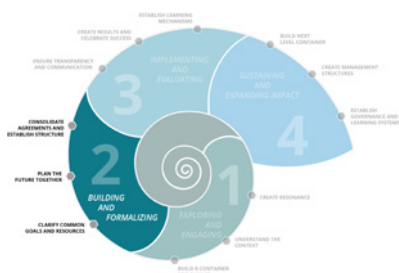 ESTABLISH LEARNING
MECHANISMS
CREATE RESULTS AND
CELEBRATE SUCCESS
BUILD NEXT
LEVEL CONTAINER
ENSURE TRANSPARENCY
AND COMMUNICATION
IMPLEMENTING
AND
EVALUATING
3
CREATE MANAGEMENT
STRUCTURES
SUSTAINING
AND
EXPANDING IMPACT
4
ESTABLISH
GOVERNANCE AND
LEARNING SYSTEMS
CONSOLIDATE
AGREEMENTS AND
ESTABLISH STRUCTURE
2
PLAN THE
FUTURE TOGETHER
BUILDING
AND
FORMALIZING
CLARIFY COMMON
GOALS AND RESOURCES
1
EXPLORING
AND
ENGAGING
CREATE RESONANCE
UNDERSTAND THE
CONTEXT
BUILD A CONTAINER